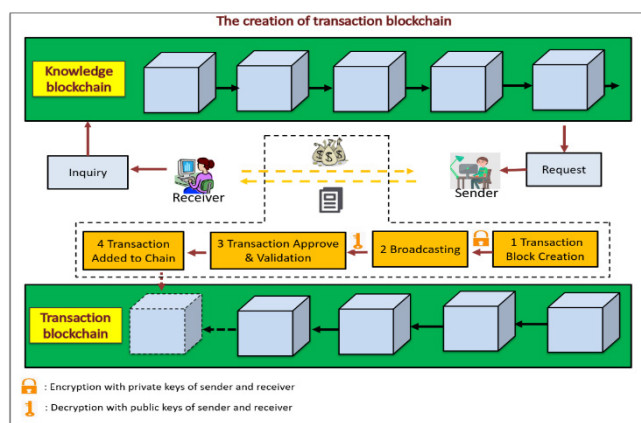 The creation of transaction blockchain
Knowledge
blockchain
Inquiry
Receiver
$ $ $
Sender
Request
4 Transaction
Added to Chain
3 Transaction Approve
& Validation
2 Broadcasting
1 Transaction
Block Creation
Transaction
blockchain
: Encryption with private keys of sender and receiver
: Decryption with public keys of sender and receiver